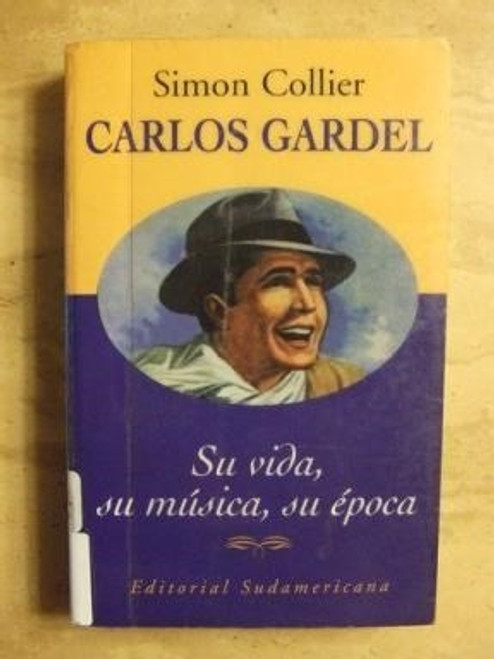 Simon Collier
CARLOS GARDEL
Su vida,
su música, su época
Editorial Sudamericana